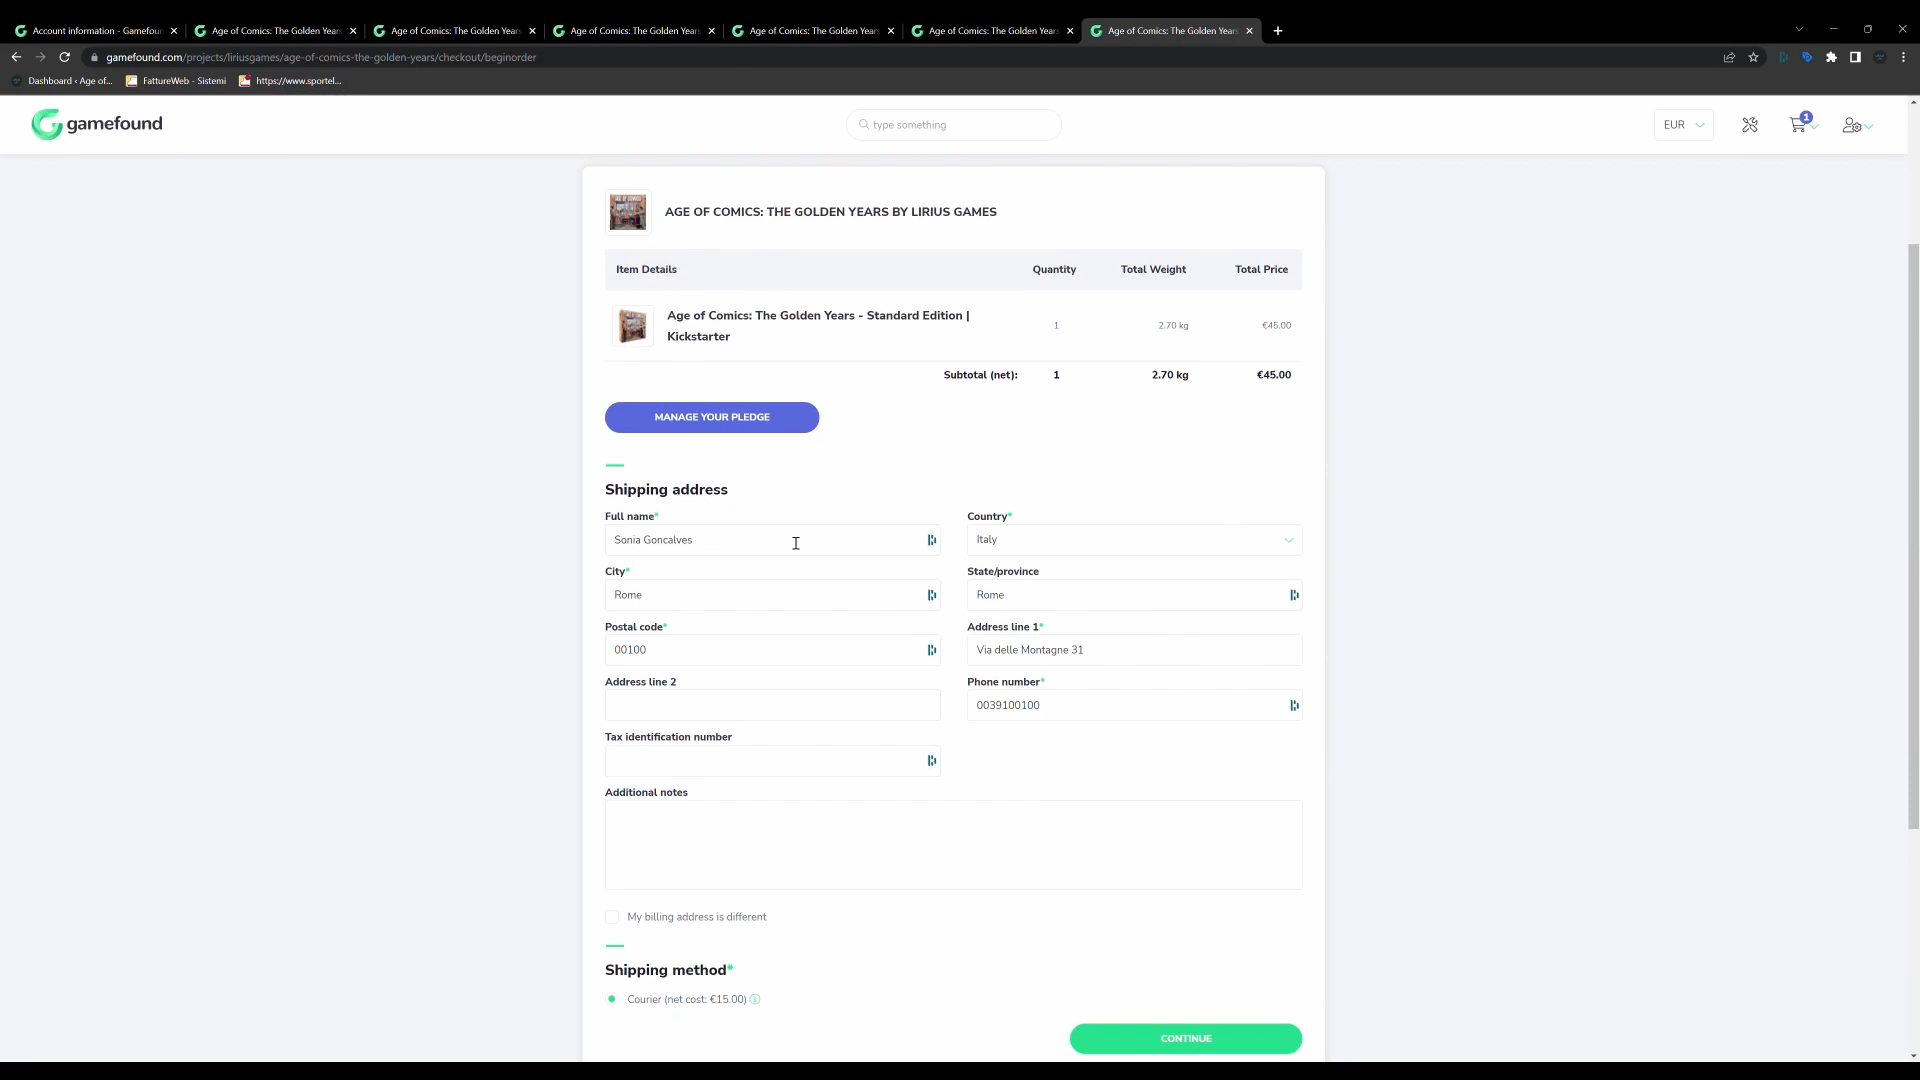 Account information - Gamefoun
Age of Comics: The Golden Years
Age of Comics: The Golden Years
Age of Comics: The Golden Years
Age of Comics: The Golden Years
Age of Comics: The Golden Years
Age of Comics: The Golden Years
gamefound.com/projects/liriusgames/age-of-comics-the-golden-years/checkout/beginorder
Dashboard ‹ Age of...
FattureWeb - Sistemi
https://www.sportel...
gamefound
type something
EUR
1
AGE OF COMICS: THE GOLDEN YEARS BY LIRIUS GAMES
Item Details Quantity Total Weight Total Price
Age of Comics: The Golden Years - Standard Edition |
Kickstarter
1 2.70 kg €45.00
Subtotal (net): 1 2.70 kg €45.00
MANAGE YOUR PLEDGE
Shipping address
Full name* Country*
Sonia Goncalves Italy
City* State/province
Rome Rome
Postal code* Address line 1*
00100 Via delle Montagne 31
Address line 2 Phone number*
0039100100
Tax identification number
Additional notes
My billing address is different
Shipping method*
Courier (net cost: €15.00)
CONTINUE